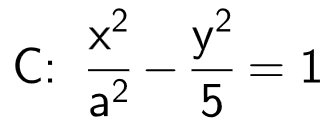 C: x²/a² − y²/5 = 1